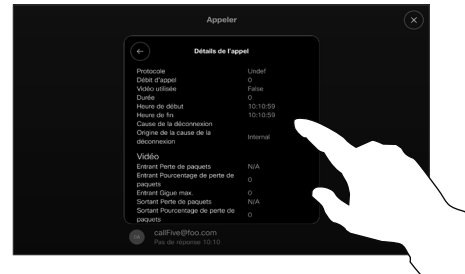 Appeler
Détails de l'appel
Protocole Undef
Débit d'appel 0
Vidéo utilisée False
Durée 0
Heure de début 10:10:59
Heure de fin 10:10:59
Cause de la déconnexion
Origine de la cause de la
déconnexion Internal
Vidéo
Entrant Perte de paquets N/A
Entrant Pourcentage de perte de
paquets 0
Entrant Gigue max. 0
Sortant Perte de paquets N/A
Sortant Pourcentage de perte de
paquets 0
callFive@foo.com
Pas de réponse 10:10